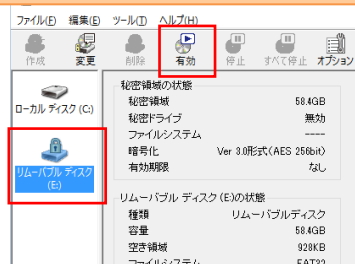 ファイル(F) 編集(E) ツール(T) ヘルプ(H)
作成 変更 削除 有効 停止 すべて停止 オプション
ローカル ディスク (C:)
リムーバブル ディスク
(E:)
秘密領域の状態
秘密領域 58.4GB
秘密ドライブ 無効
ファイルシステム ----
暗号化 Ver 3.0形式(AES 256bit)
有効期限 なし
リムーバブル ディスク (E:)の状態
種類 リムーバブルディスク
容量 58.4GB
空き領域 928KB
ファイルシステム FAT32